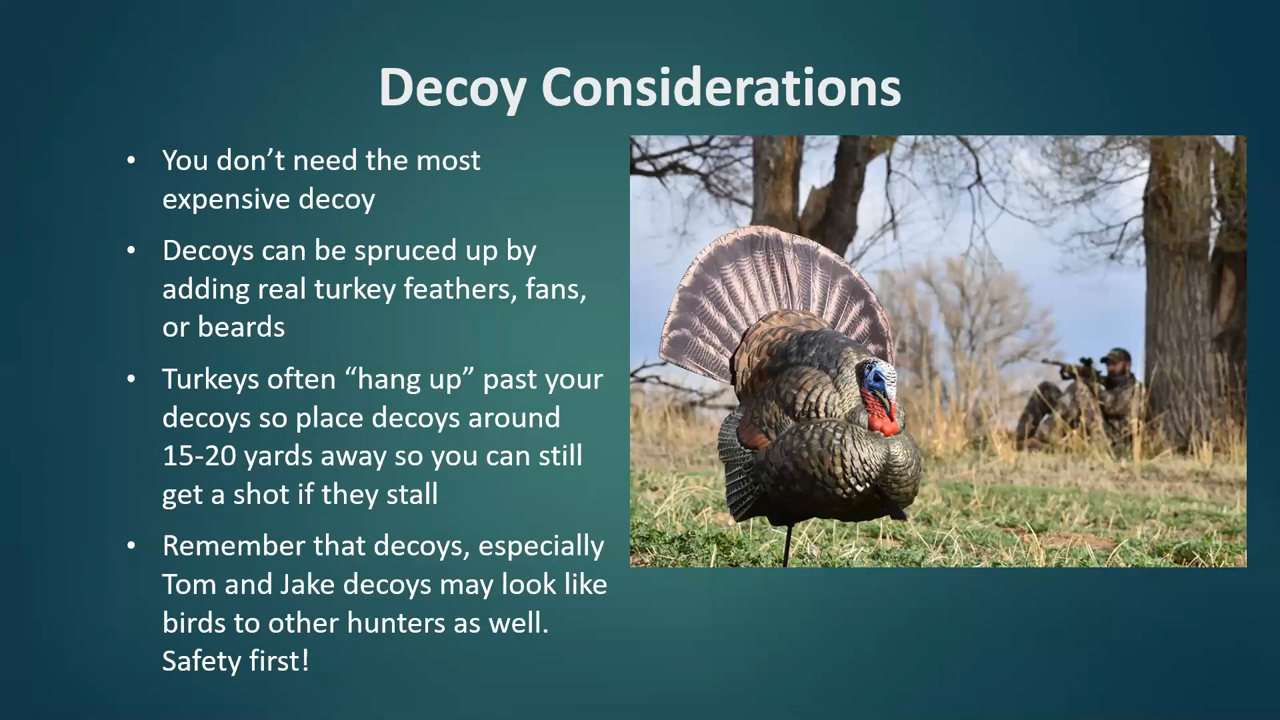 Decoy Considerations
• You don’t need the most
expensive decoy
• Decoys can be spruced up by
adding real turkey feathers, fans,
or beards
• Turkeys often “hang up” past your
decoys so place decoys around
15-20 yards away so you can still
get a shot if they stall
• Remember that decoys, especially
Tom and Jake decoys may look like
birds to other hunters as well.
Safety first!